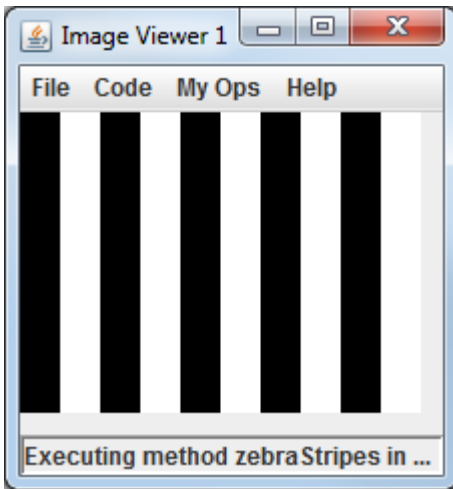 Image Viewer 1
File Code My Ops Help
Executing method zebraStripes in ...